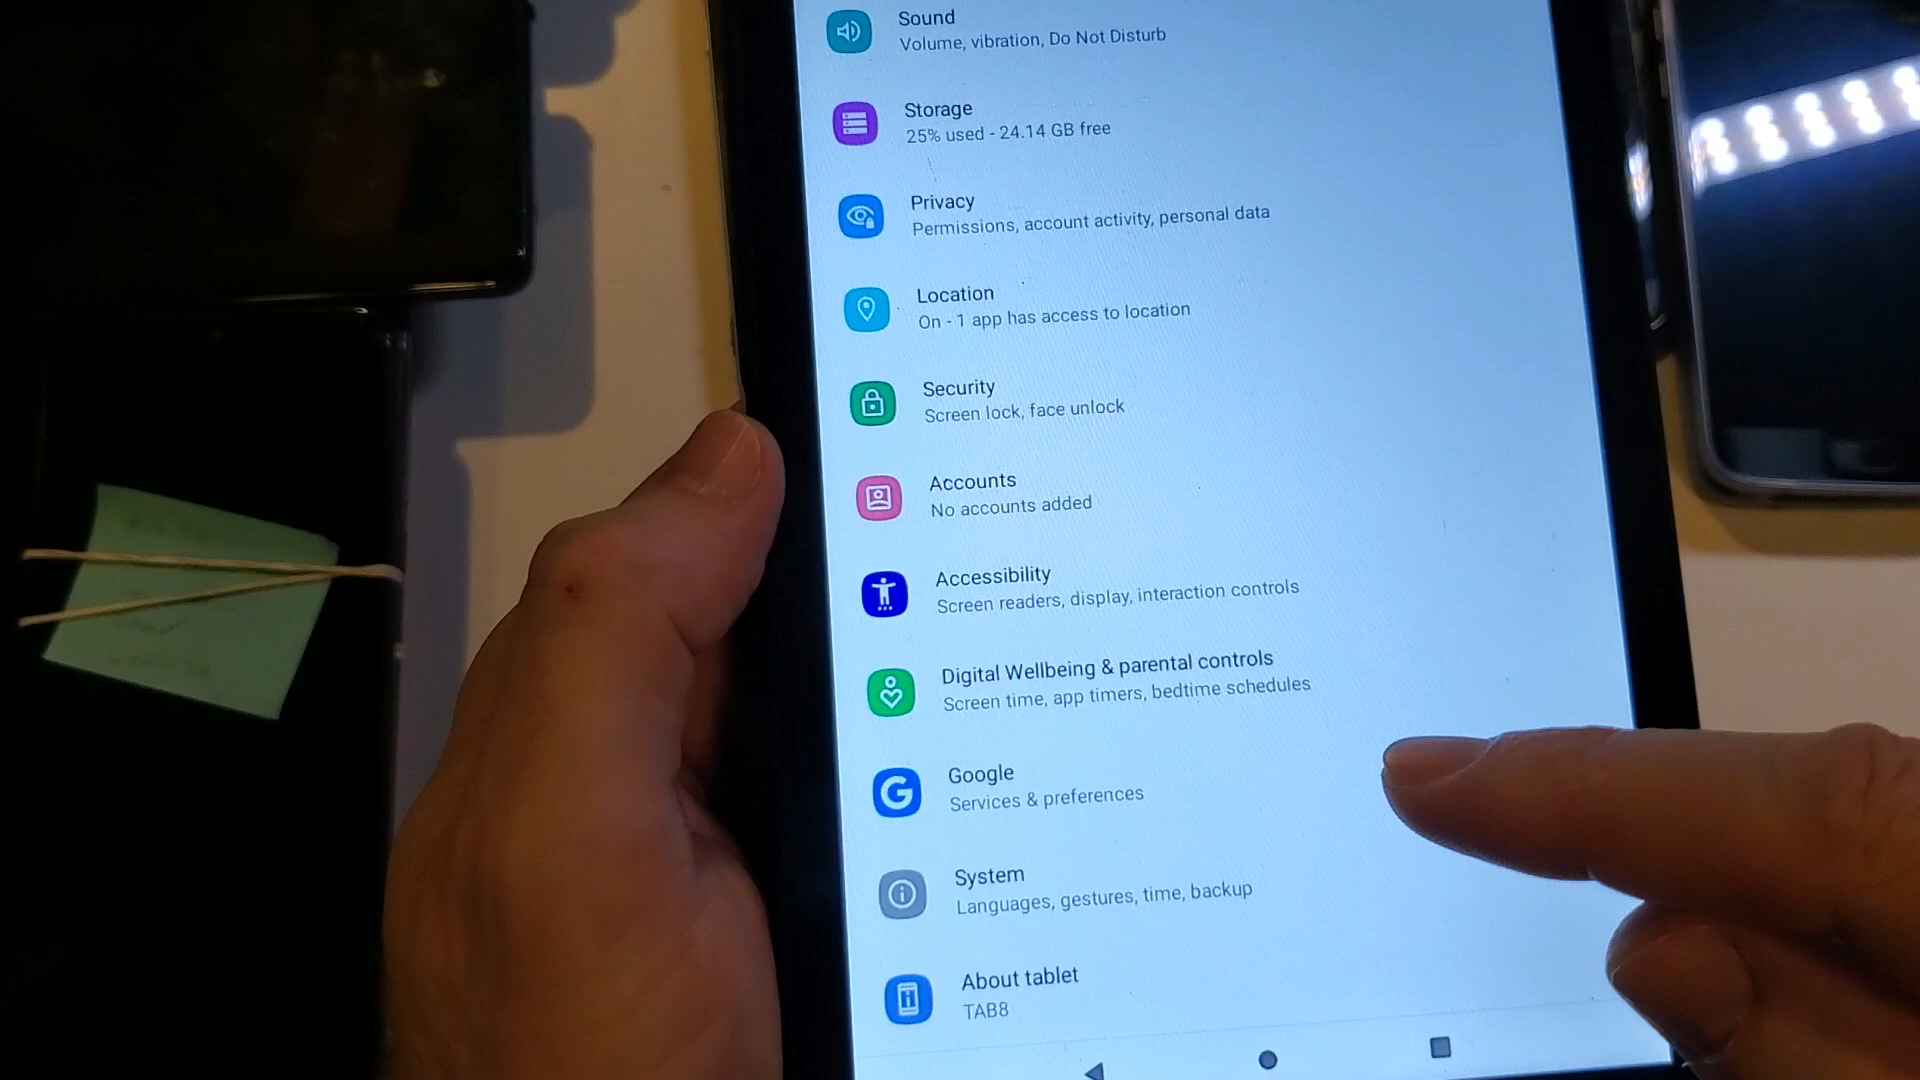 Sound
Volume, vibration, Do Not Disturb
Storage
25% used - 24.14 GB free
Privacy
Permissions, account activity, personal data
Location
On - 1 app has access to location
Security
Screen lock, face unlock
Accounts
No accounts added
Accessibility
Screen readers, display, interaction controls
Digital Wellbeing & parental controls
Screen time, app timers, bedtime schedules
G
Google
Services & preferences
System
Languages, gestures, time, backup
About tablet
TAB8